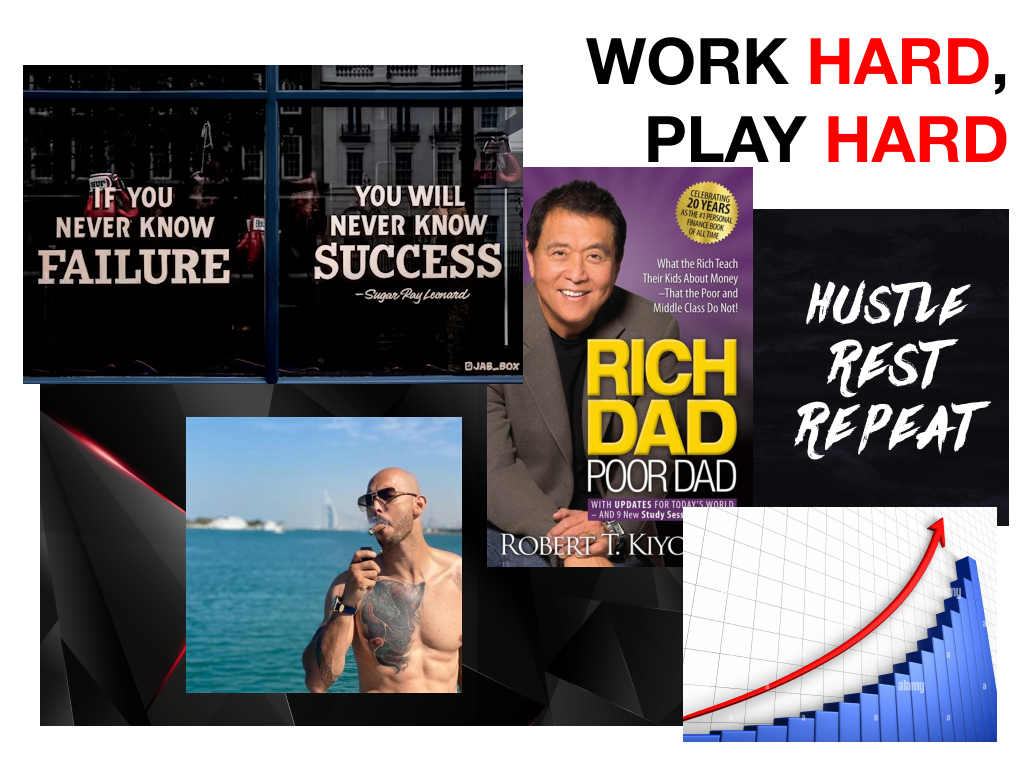 WORK HARD,
PLAY HARD
IF YOU
NEVER KNOW
FAILURE
YOU WILL
NEVER KNOW
SUCCESS
–Sugar Ray Leonard
@JAB_BOX
CELEBRATING
20 YEARS
AS THE #1 PERSONAL
FINANCE BOOK
OF ALL TIME
What the Rich Teach
Their Kids About Money
–That the Poor and
Middle Class Do Not!
RICH
DAD
POOR DAD
WITH UPDATES FOR TODAY'S WORLD
– AND 9 New Study Sess
ROBERT T. KIYO
HUSTLE
REST
REPEAT
alamy